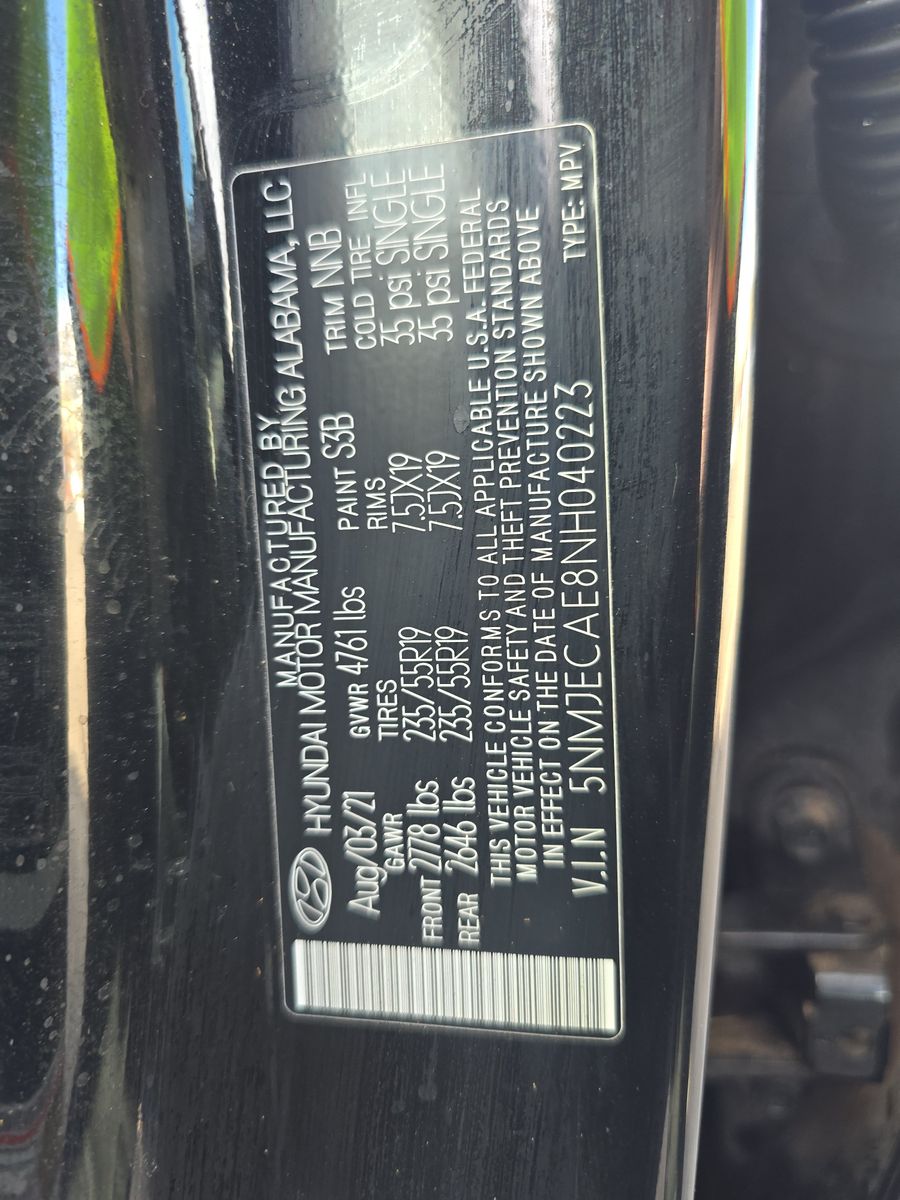 MANUFACTURED BY
HYUNDAI MOTOR MANUFACTURING ALABAMA, LLC
Aug/03/21 GVWR 4761 lbs PAINT S3B TRIM NNB
GAWR TIRES RIMS COLD TIRE INFL
FRONT 2778 lbs 235/55R19 7.5JX19 35 psi SINGLE
REAR 2646 lbs 235/55R19 7.5JX19 35 psi SINGLE
THIS VEHICLE CONFORMS TO ALL APPLICABLE U.S.A. FEDERAL
MOTOR VEHICLE SAFETY AND THEFT PREVENTION STANDARDS
IN EFFECT ON THE DATE OF MANUFACTURE SHOWN ABOVE
V.I.N 5NMJECAE8NH040223 TYPE: MPV